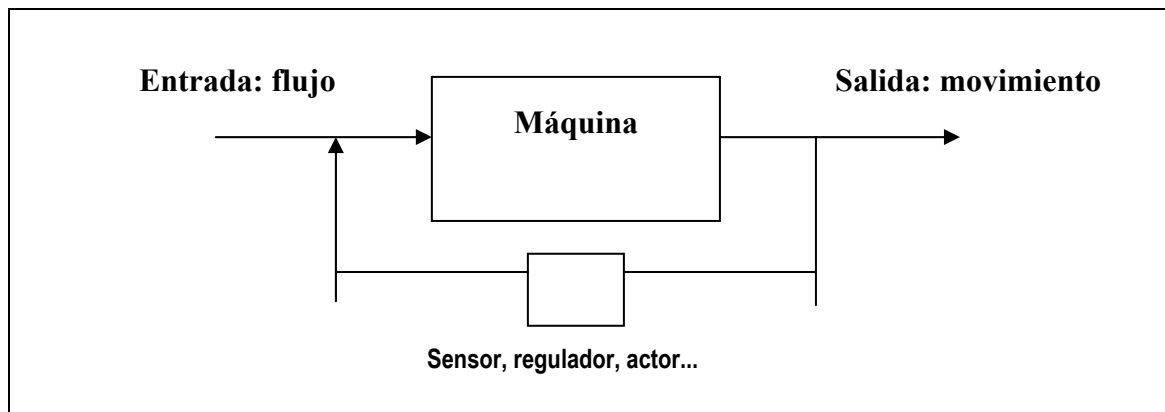 Entrada: flujo
Salida: movimiento
Máquina
Sensor, regulador, actor...